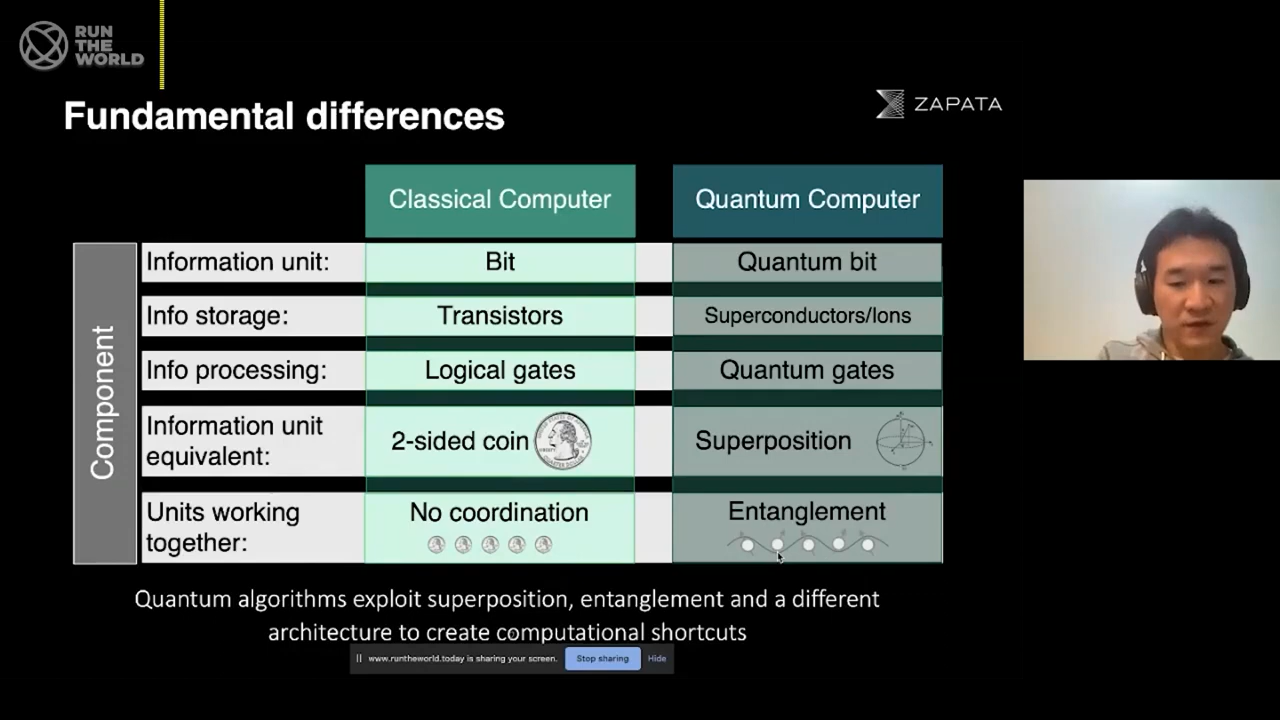 RUN
THE
WORLD
Fundamental differences
ZAPATA
Classical Computer
Quantum Computer
Component
Information unit:
Bit
Quantum bit
Info storage:
Transistors
Superconductors/Ions
Info processing:
Logical gates
Quantum gates
Information unit
equivalent:
2-sided coin
Superposition
Units working
together:
No coordination
Entanglement
Quantum algorithms exploit superposition, entanglement and a different
architecture to create computational shortcuts
www.runtheworld.today is sharing your screen.
Stop sharing
Hide